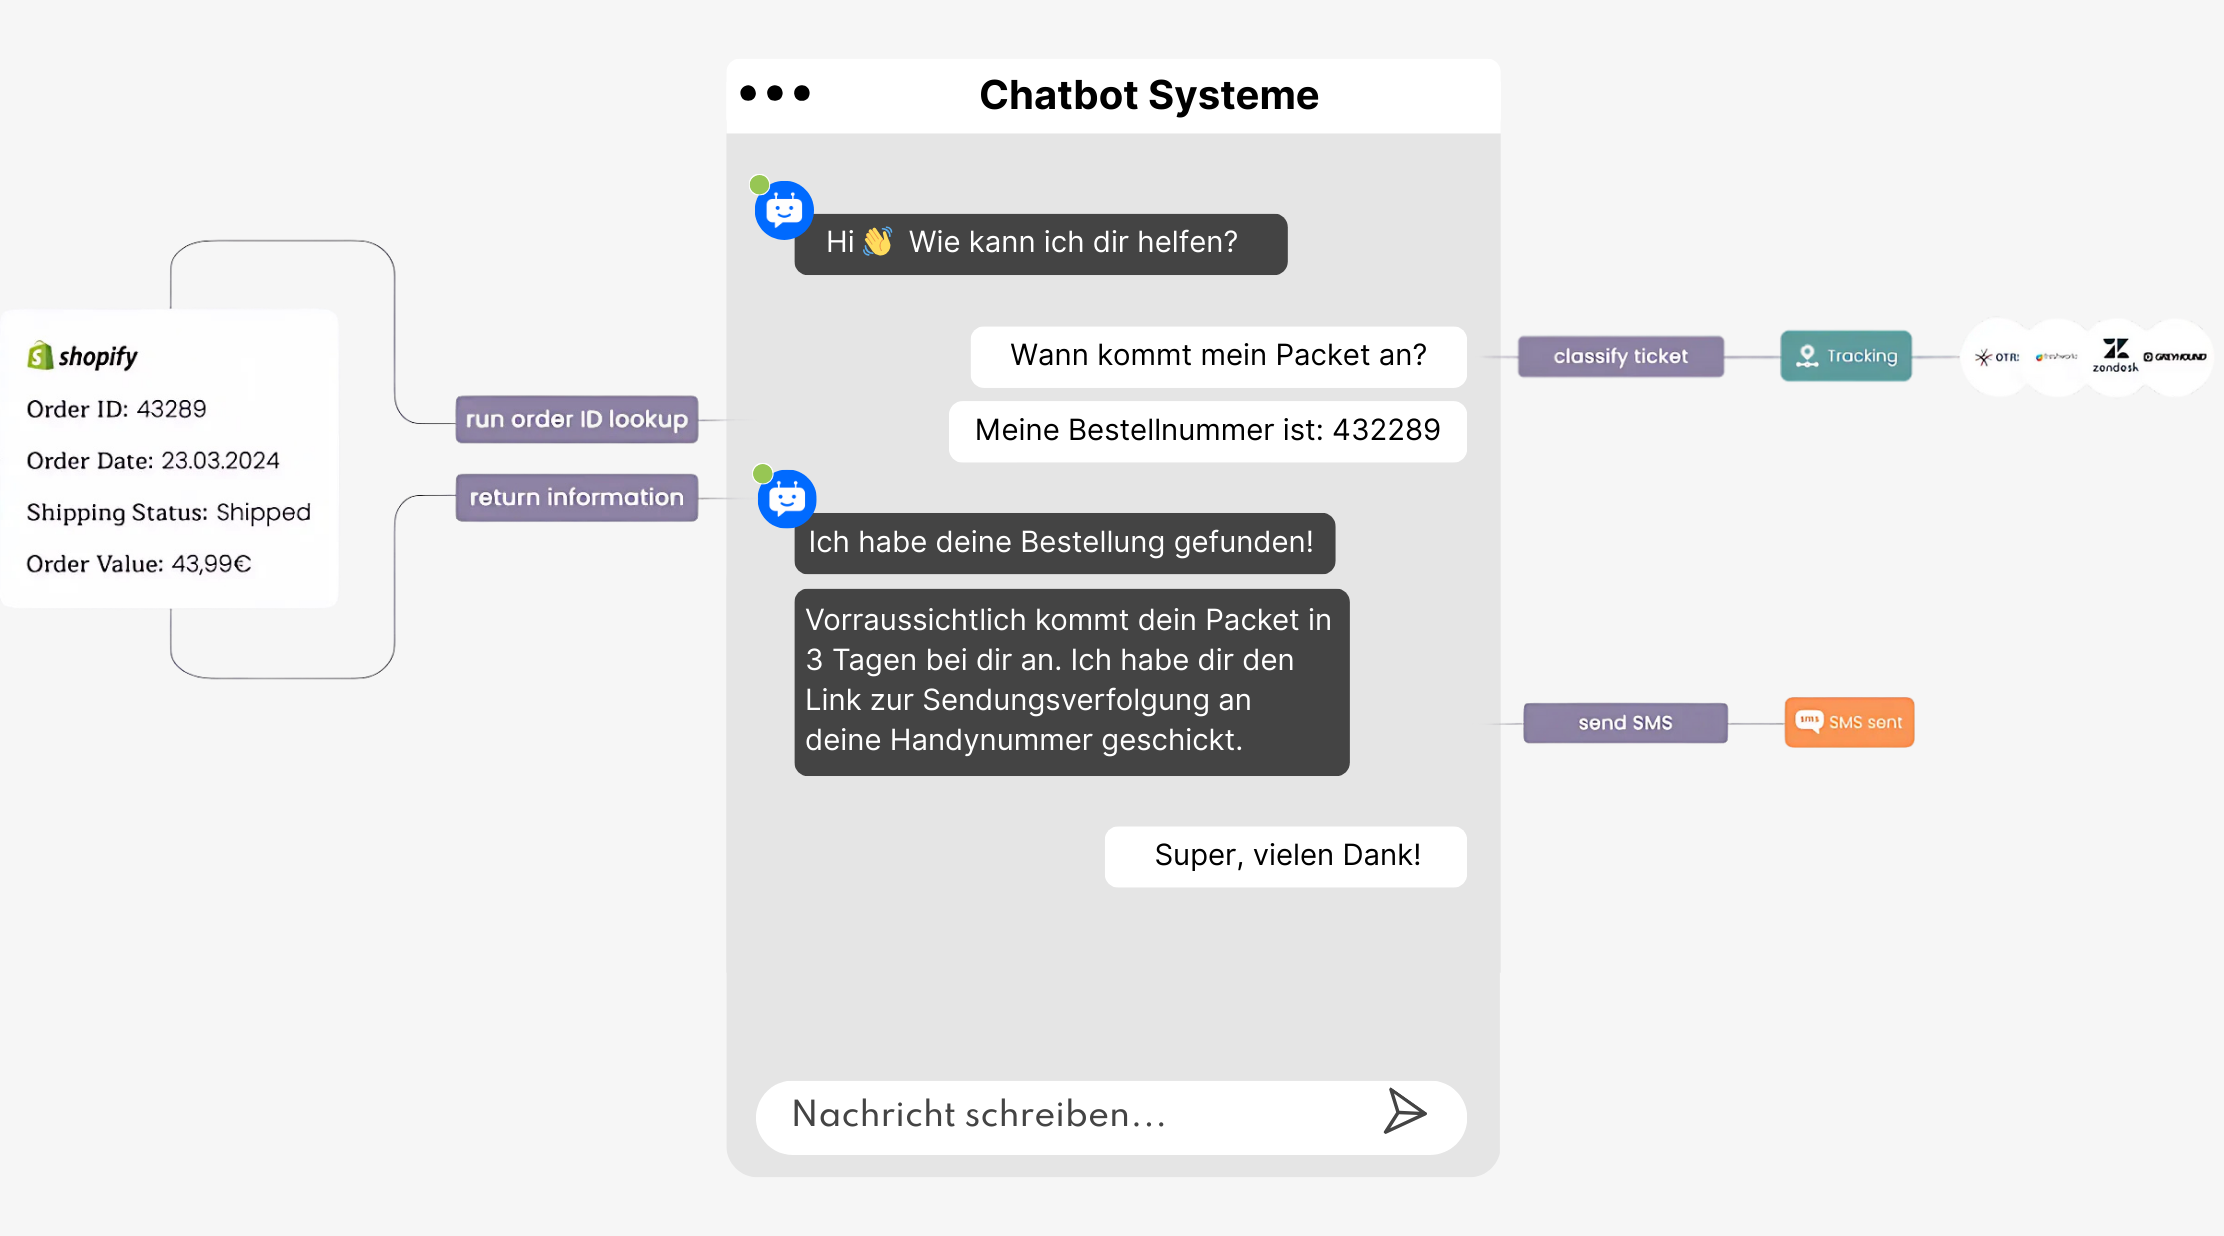 Chatbot Systeme
Hi 👋 Wie kann ich dir helfen?
Wann kommt mein Packet an?
Meine Bestellnummer ist: 432289
Ich habe deine Bestellung gefunden!
Vorraussichtlich kommt dein Packet in
3 Tagen bei dir an. Ich habe dir den
Link zur Sendungsverfolgung an
deine Handynummer geschickt.
Super, vielen Dank!
Nachricht schreiben...
shopify
Order ID: 43289
Order Date: 23.03.2024
Shipping Status: Shipped
Order Value: 43,99€
run order ID lookup
return information
classify ticket
Tracking
OTR
zendesk
GREYHOUND
send SMS
sms
SMS sent